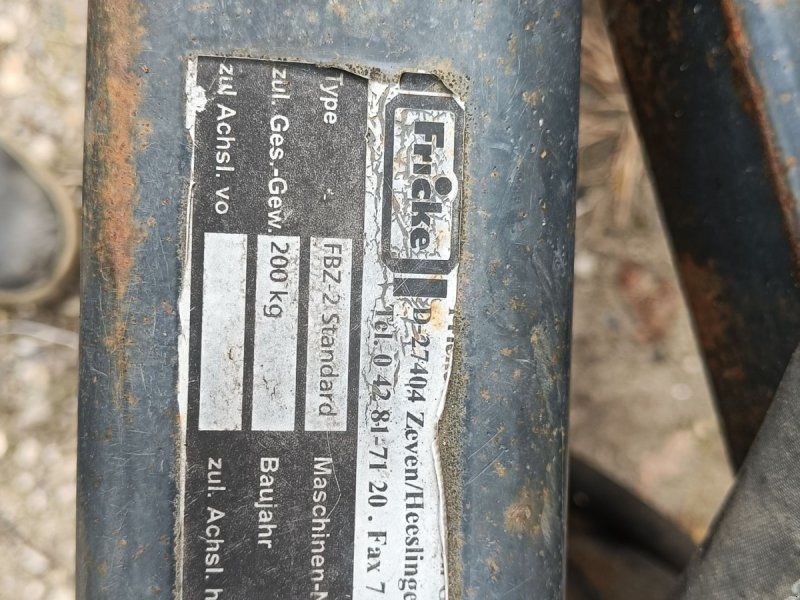 Fricke
D-27404 Zeven/Heesling
Tel. 0 42 81-71 20 . Fax 7
Type FBZ-2 Standard Maschinen-N
zul. Ges.-Gew. 200 kg Baujahr
zul Achsl. vo zul. Achsl. h